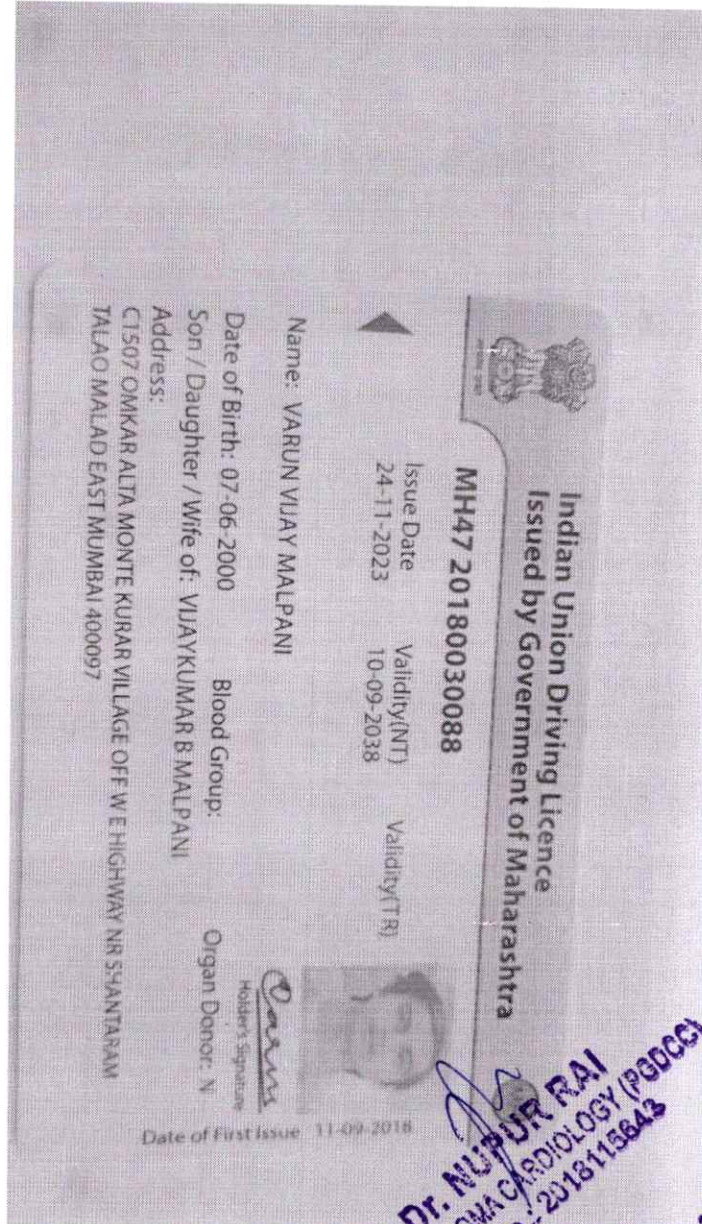 Indian Union Driving Licence
Issued by Government of Maharashtra
MH47 20180030088
Issue Date Validity(NT) Validity(TR)
24-11-2023 10-09-2038
Name: VARUN VIJAY MALPANI
Holder's Signature
Date of Birth: 07-06-2000 Blood Group: Organ Donor: N
Son / Daughter / Wife of: VIJAYKUMAR B MALPANI
Address:
C1507 OMKAR ALTA MONTE KURAR VILLAGE OFF W E HIGHWAY NR SHANTARAM
TALAO MALAD EAST MUMBAI 400097
Date of First Issue 11-09-2018
Dr. NUPUR RAI
CARDIOLOGY (PGDCC)
2018115643